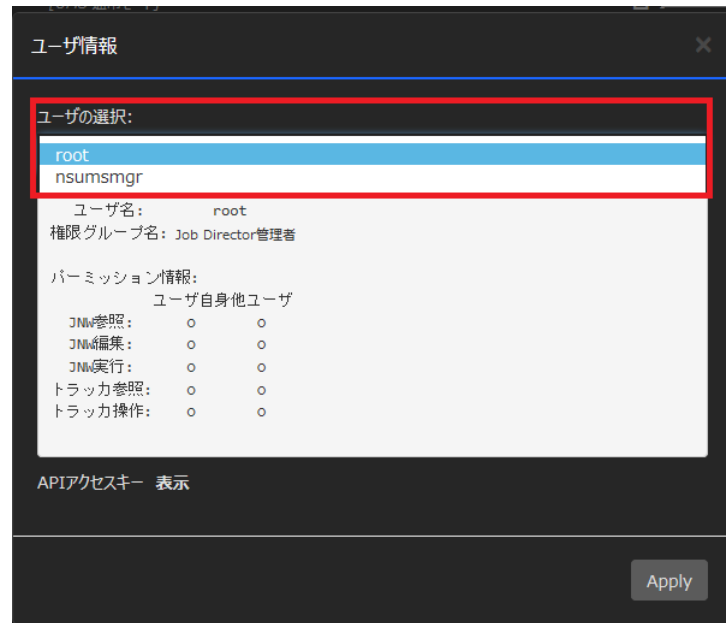 ユーザ情報
×
ユーザの選択:
root
nsumsmgr
ユーザ名: root
権限グループ名: Job Director管理者
パーミッション情報:
ユーザ自身他ユーザ
JNW参照: o o
JNW編集: o o
JNW実行: o o
トラッカ参照: o o
トラッカ操作: o o
APIアクセスキー 表示
Apply